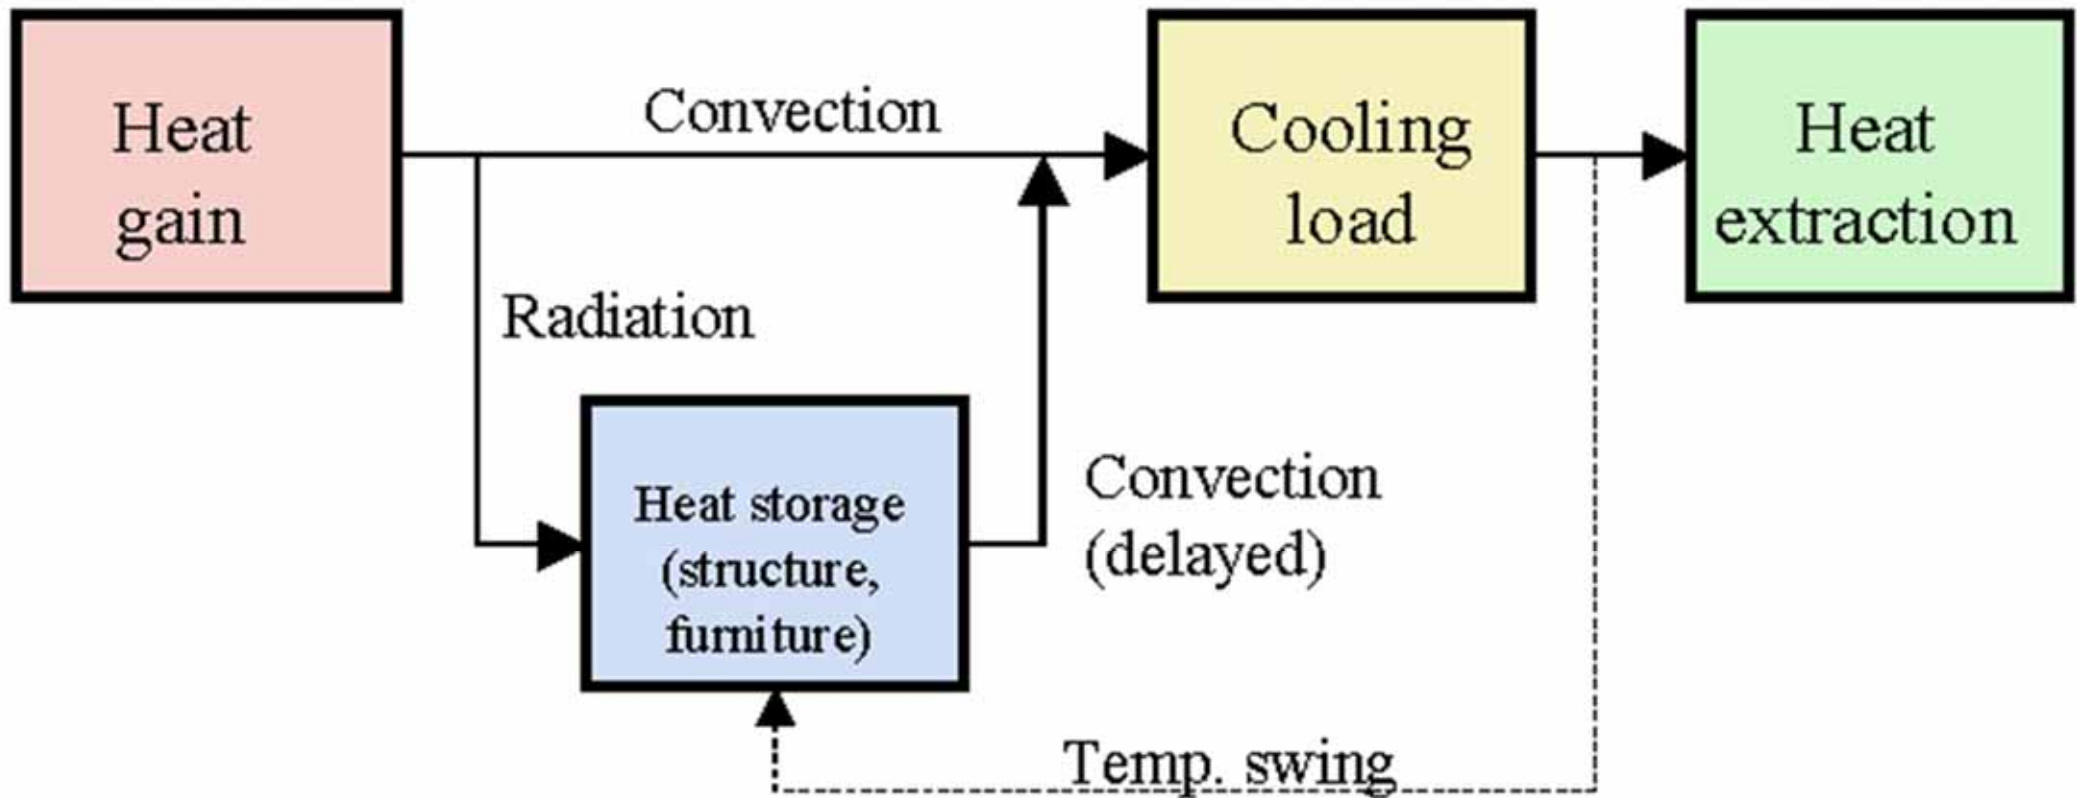 Heat
gain
Convection
Cooling
load
Heat
extraction
Radiation
Heat storage
(structure,
furniture)
Convection
(delayed)
Temp. swing